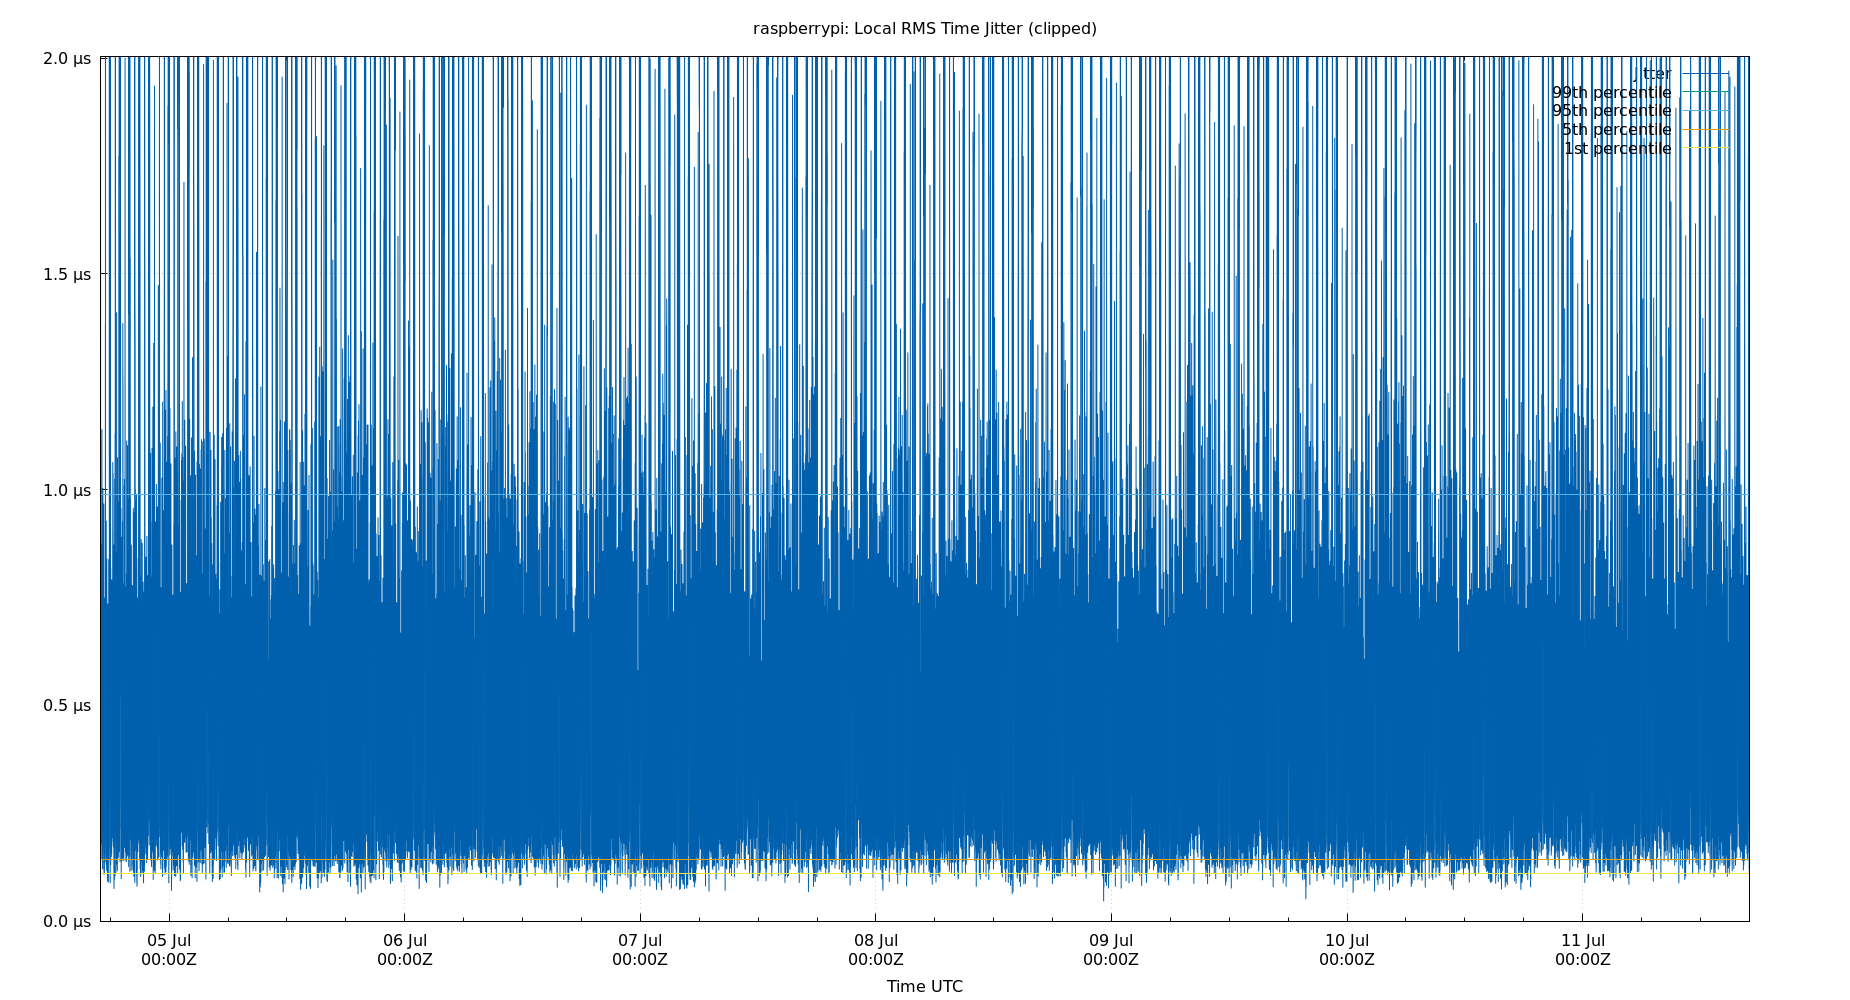 raspberrypi: Local RMS Time Jitter (clipped)
2.0 µs
1.5 µs
1.0 µs
0.5 µs
0.0 µs
jitter
99th percentile
95th percentile
5th percentile
1st percentile
05 Jul
00:00Z
06 Jul
00:00Z
07 Jul
00:00Z
08 Jul
00:00Z
09 Jul
00:00Z
10 Jul
00:00Z
11 Jul
00:00Z
Time UTC